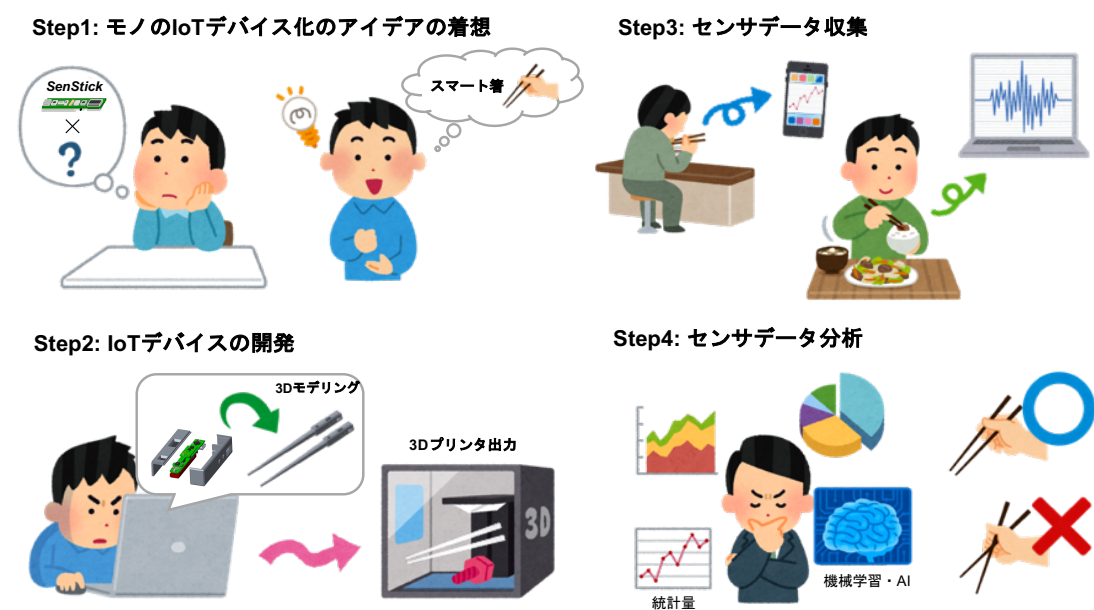 Step1: モノのIoTデバイス化のアイデアの着想
SenStick
×
?
スマート箸
Step2: IoTデバイスの開発
3Dモデリング
3Dプリンタ出力
3D
Step3: センサデータ収集
Step4: センサデータ分析
機械学習・AI
統計量